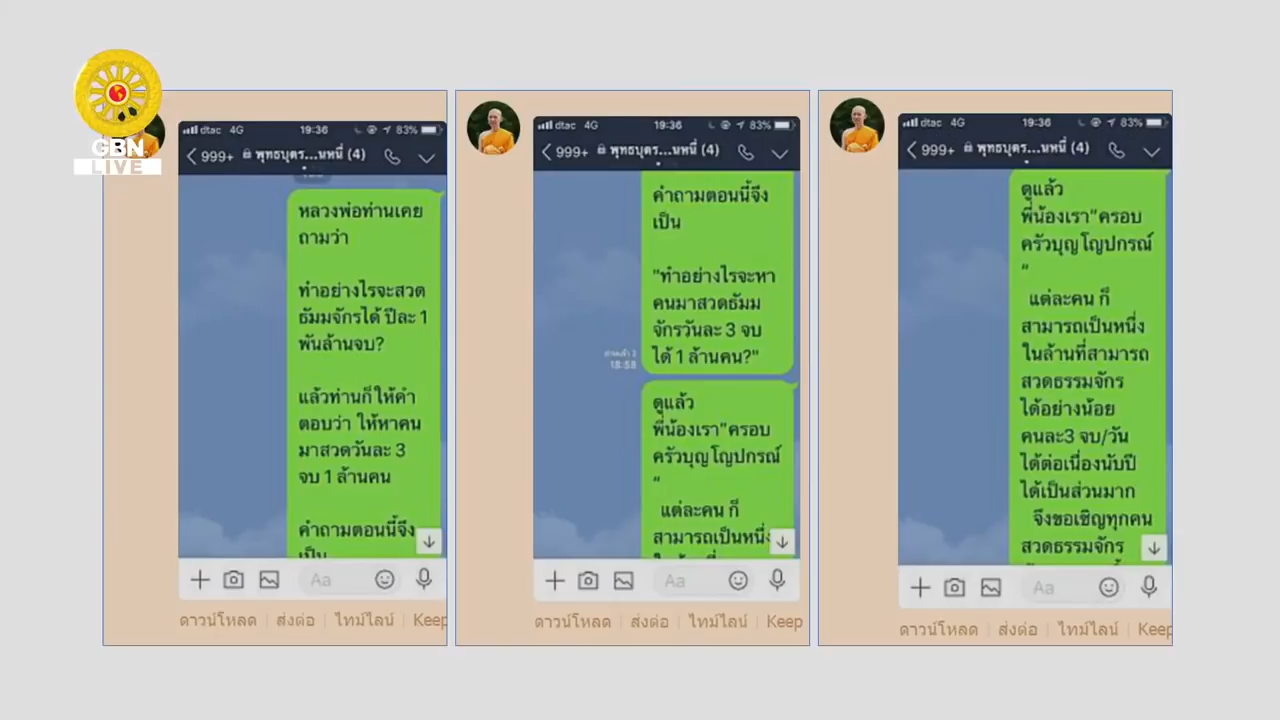 GBN
LIVE
dtac 4G 19:36 83%
999+ พุทธบุตร...นหนี่ (4)
หลวงพ่อท่านเคย
ถามว่า
ทำอย่างไรจะสวด
ธัมมจักรได้ ปีละ 1
พันล้านจบ?
แล้วท่านก็ให้คำ
ตอบว่า ให้หาคน
มาสวดวันละ 3
จบ 1 ล้านคน
คำถามตอนนี้จึง
เป็น
Aa
ดาวน์โหลด ส่งต่อ ไทม์ไลน์ Keep
dtac 4G 19:36 83%
999+ พุทธบุตร...นหนี่ (4)
คำถามตอนนี้จึง
เป็น
"ทำอย่างไรจะหา
คนมาสวดธัมม
จักรวันละ 3 จบ
ได้ 1 ล้านคน?"
อ่านแล้ว 2
18:58
ดูแล้ว
พี่น้องเรา"ครอบ
ครัวบุญโญปกรณ์
"
แต่ละคน ก็
สามารถเป็นหนึ่ง
Aa
ดาวน์โหลด ส่งต่อ ไทม์ไลน์ Keep
dtac 4G 19:36 83%
999+ พุทธบุตร...นหนี่ (4)
ดูแล้ว
พี่น้องเรา"ครอบ
ครัวบุญโญปกรณ์
"
แต่ละคน ก็
สามารถเป็นหนึ่ง
ในล้านที่สามารถ
สวดธรรมจักร
ได้อย่างน้อย
คนละ3 จบ/วัน
ได้ต่อเนื่องนับปี
ได้เป็นส่วนมาก
จึงขอเชิญทุกคน
สวดธรรมจักร
Aa
ดาวน์โหลด ส่งต่อ ไทม์ไลน์ Keep